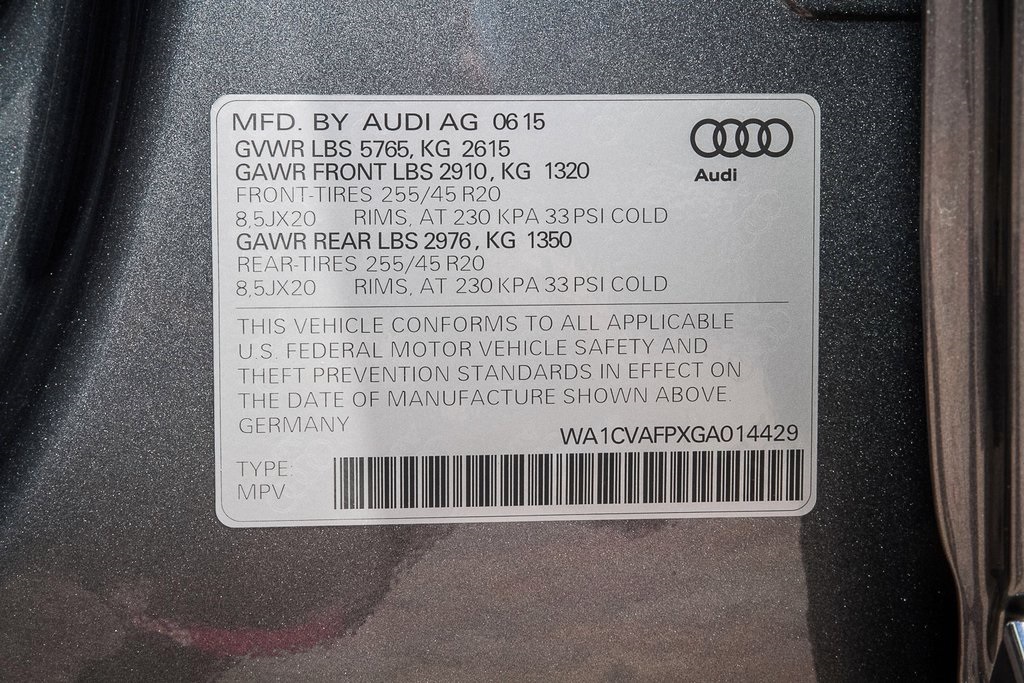 MFD. BY AUDI AG 0615
GVWR LBS 5765, KG 2615
GAWR FRONT LBS 2910, KG 1320
FRONT-TIRES 255/45 R20
8,5JX20 RIMS, AT 230 KPA 33 PSI COLD
GAWR REAR LBS 2976, KG 1350
REAR-TIRES 255/45 R20
8,5JX20 RIMS, AT 230 KPA 33 PSI COLD
Audi
THIS VEHICLE CONFORMS TO ALL APPLICABLE
U.S. FEDERAL MOTOR VEHICLE SAFETY AND
THEFT PREVENTION STANDARDS IN EFFECT ON
THE DATE OF MANUFACTURE SHOWN ABOVE.
GERMANY
WA1CVAFPXGA014429
TYPE:
MPV